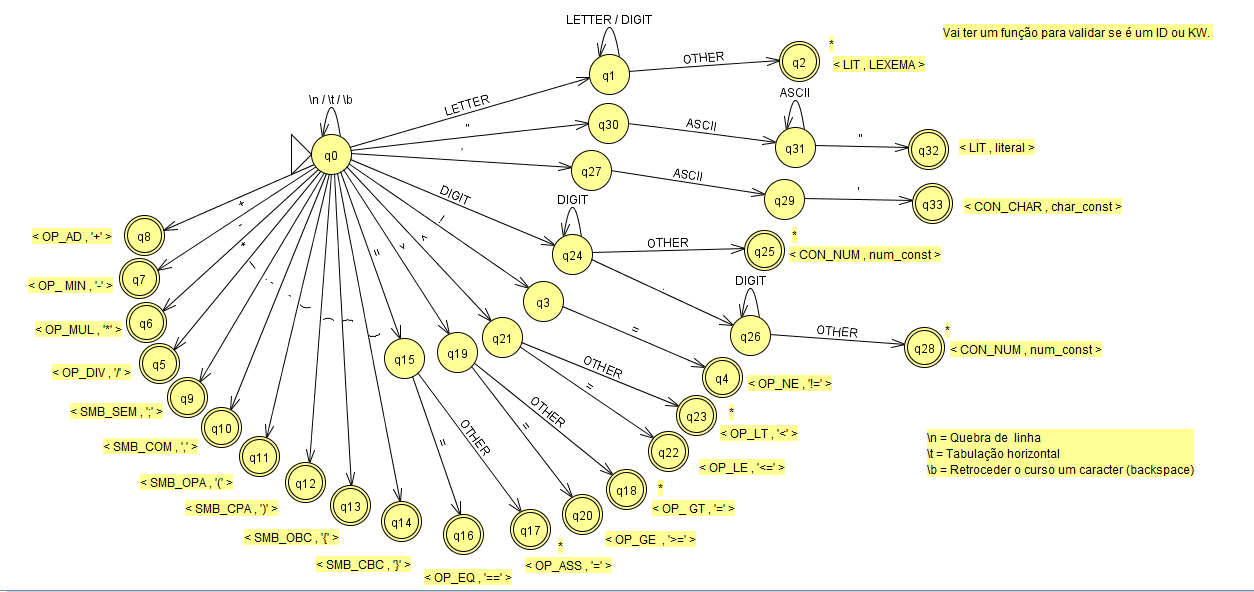 LETTER / DIGIT
Vai ter um função para validar se é um ID ou KW.
q1
OTHER
q2
*
< LIT , LEXEMA >
\n / \t / \b
LETTER
ASCII
q0
"
q30
ASCII
q31
"
q32
< LIT , literal >
'
q27
ASCII
q29
'
q33
< CON_CHAR , char_const >
DIGIT
DIGIT
q24
OTHER
q25
*
< CON_NUM , num_const >
.
DIGIT
q26
OTHER
q28
*
< CON_NUM , num_const >
+
q8
< OP_AD , '+' >
-
q7
< OP_ MIN , '-' >
*
q6
< OP_MUL , '*' >
/
q5
< OP_DIV , '/' >
;
q9
< SMB_SEM , ';' >
,
q10
< SMB_COM , ',' >
(
q11
< SMB_OPA , '(' >
)
q12
< SMB_CPA , ')' >
{
q13
< SMB_OBC , '{' >
}
q14
< SMB_CBC , '}' >
=
q15
=
q16
< OP_EQ , '==' >
OTHER
q17
*
< OP_ASS , '=' >
>
q19
=
q20
< OP_GE , '>=' >
OTHER
q18
*
< OP_ GT , '=' >
<
q21
=
q22
< OP_LE , '<=' >
OTHER
q23
*
< OP_LT , '<' >
!
q3
=
q4
< OP_NE , '!=' >
\n = Quebra de linha
\t = Tabulação horizontal
\b = Retroceder o curso um caracter (backspace)